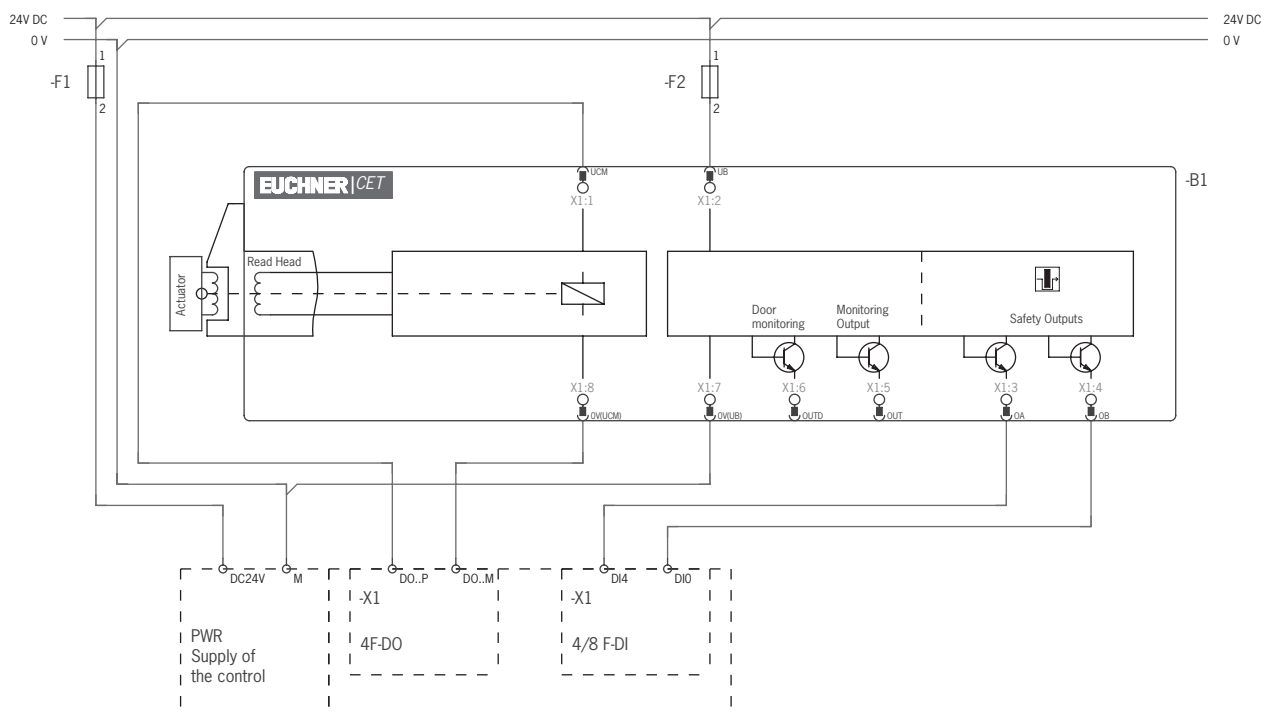 24V DC
24V DC
0 V
0 V
1
1
-F1
-F2
2
2
UCM
UB
EUCHNER|CET
-B1
X1:1
X1:2
Read Head
Actuator
Door
monitoring
Monitoring
Output
Safety Outputs
X1:8
X1:7
X1:6
X1:5
X1:3
X1:4
0V(UCM)
0V(UB)
OUTD
OUT
OA
OB
DC24V
M
DO..P
DO..M
DI4
DI0
-X1
-X1
PWR
Supply of
the control
4F-DO
4/8 F-DI